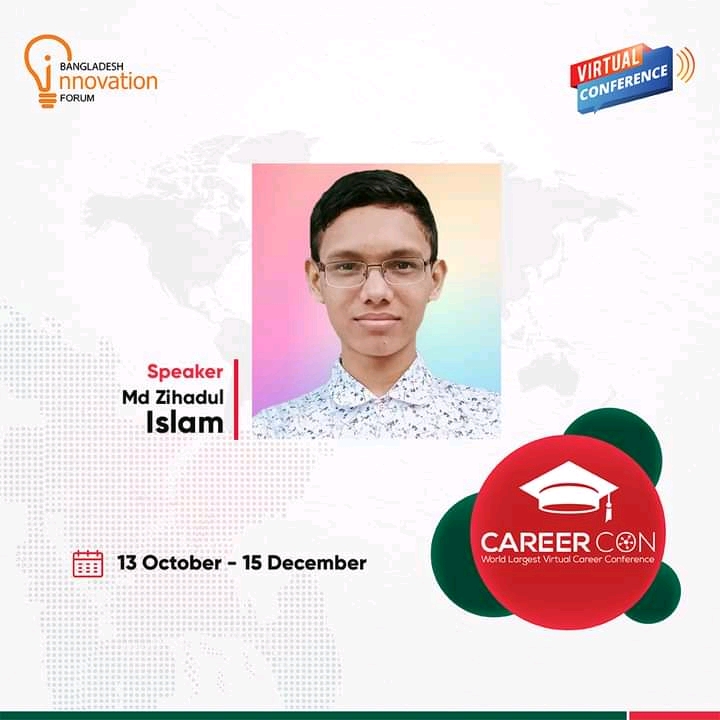 BANGLADESH
innovation
FORUM
VIRTUAL
CONFERENCE
Speaker
Md Zihadul
Islam
CAREER CON
World Largest Virtual Career Conference
13 October - 15 December